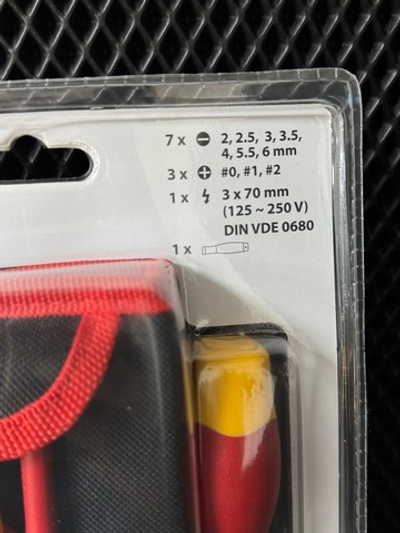 7 x 2, 2.5, 3, 3.5,
4, 5.5, 6 mm
3 x #0, #1, #2
1 x 3 x 70 mm
(125 ~ 250 V)
DIN VDE 0680
1 x